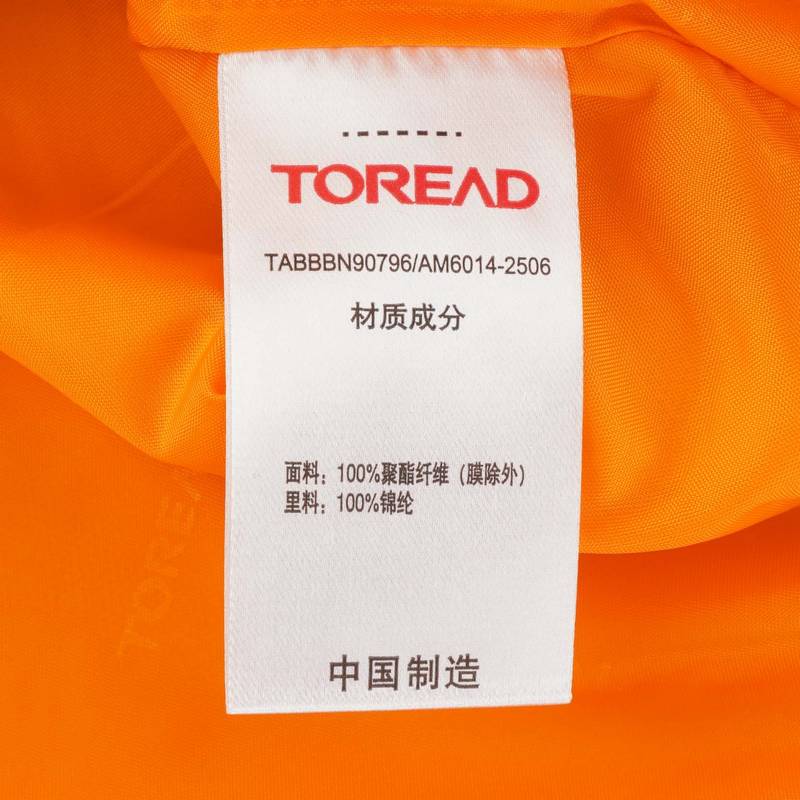 TOREAD
TABBBN90796/AM6014-2506
材质成分
面料：100%聚酯纤维（膜除外）
里料：100%锦纶
中国制造
TOREAD